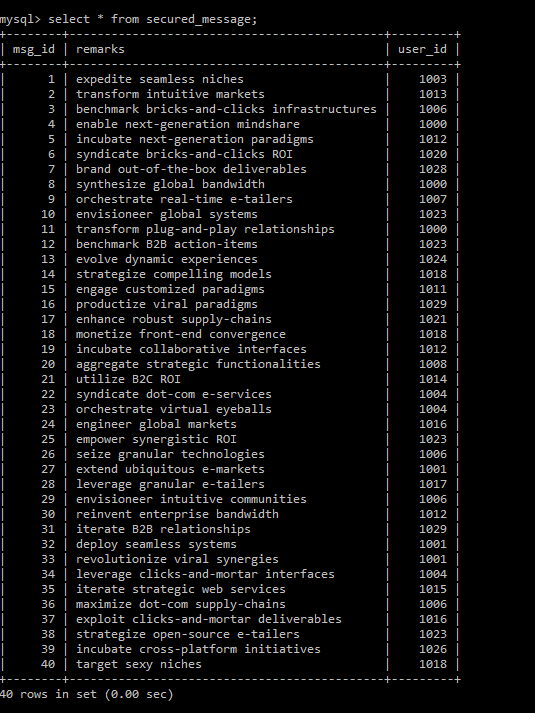 mysql> select * from secured_message;
+--------+------------------------------------------+---------+
| msg_id | remarks                                  | user_id |
+--------+------------------------------------------+---------+
|      1 | expedite seamless niches                 |    1003 |
|      2 | transform intuitive markets              |    1013 |
|      3 | benchmark bricks-and-clicks infrastructures |    1006 |
|      4 | enable next-generation mindshare         |    1000 |
|      5 | incubate next-generation paradigms       |    1012 |
|      6 | syndicate bricks-and-clicks ROI          |    1020 |
|      7 | brand out-of-the-box deliverables        |    1028 |
|      8 | synthesize global bandwidth              |    1000 |
|      9 | orchestrate real-time e-tailers          |    1007 |
|     10 | envisioneer global systems               |    1023 |
|     11 | transform plug-and-play relationships    |    1000 |
|     12 | benchmark B2B action-items               |    1023 |
|     13 | evolve dynamic experiences               |    1024 |
|     14 | strategize compelling models             |    1018 |
|     15 | engage customized paradigms              |    1011 |
|     16 | productize viral paradigms               |    1029 |
|     17 | enhance robust supply-chains             |    1021 |
|     18 | monetize front-end convergence           |    1018 |
|     19 | incubate collaborative interfaces        |    1012 |
|     20 | aggregate strategic functionalities      |    1008 |
|     21 | utilize B2C ROI                          |    1014 |
|     22 | syndicate dot-com e-services             |    1004 |
|     23 | orchestrate virtual eyeballs             |    1004 |
|     24 | engineer global markets                  |    1016 |
|     25 | empower synergistic ROI                  |    1023 |
|     26 | seize granular technologies              |    1006 |
|     27 | extend ubiquitous e-markets              |    1001 |
|     28 | leverage granular e-tailers              |    1017 |
|     29 | envisioneer intuitive communities        |    1006 |
|     30 | reinvent enterprise bandwidth            |    1012 |
|     31 | iterate B2B relationships                |    1029 |
|     32 | deploy seamless systems                  |    1001 |
|     33 | revolutionize viral synergies            |    1001 |
|     34 | leverage clicks-and-mortar interfaces    |    1004 |
|     35 | iterate strategic web services           |    1015 |
|     36 | maximize dot-com supply-chains           |    1006 |
|     37 | exploit clicks-and-mortar deliverables   |    1016 |
|     38 | strategize open-source e-tailers         |    1023 |
|     39 | incubate cross-platform initiatives      |    1026 |
|     40 | target sexy niches                       |    1018 |
+--------+------------------------------------------+---------+
40 rows in set (0.00 sec)